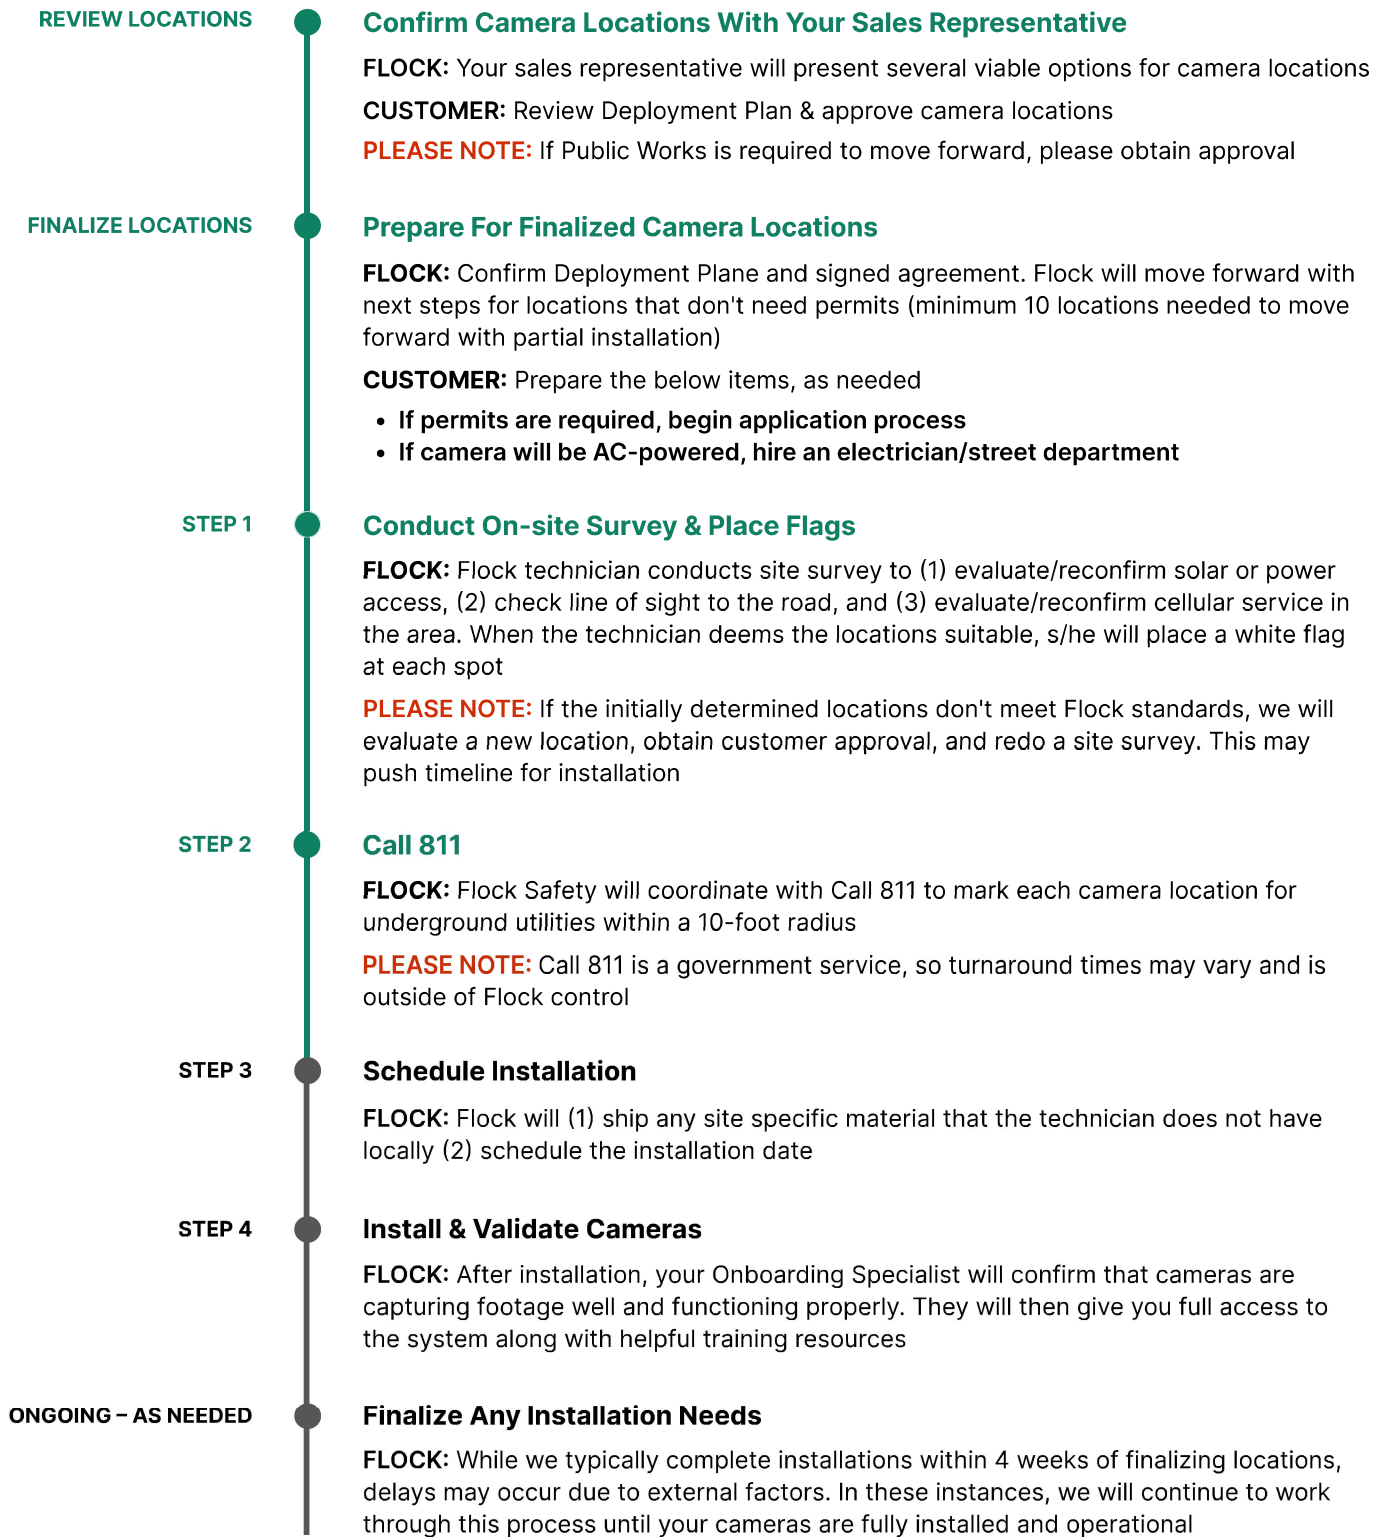 REVIEW LOCATIONS
Confirm Camera Locations With Your Sales Representative
FLOCK: Your sales representative will present several viable options for camera locations
CUSTOMER: Review Deployment Plan & approve camera locations
PLEASE NOTE: If Public Works is required to move forward, please obtain approval
FINALIZE LOCATIONS
Prepare For Finalized Camera Locations
FLOCK: Confirm Deployment Plane and signed agreement. Flock will move forward with
next steps for locations that don't need permits (minimum 10 locations needed to move
forward with partial installation)
CUSTOMER: Prepare the below items, as needed
• If permits are required, begin application process
• If camera will be AC-powered, hire an electrician/street department
STEP 1
Conduct On-site Survey & Place Flags
FLOCK: Flock technician conducts site survey to (1) evaluate/reconfirm solar or power
access, (2) check line of sight to the road, and (3) evaluate/reconfirm cellular service in
the area. When the technician deems the locations suitable, s/he will place a white flag
at each spot
PLEASE NOTE: If the initially determined locations don't meet Flock standards, we will
evaluate a new location, obtain customer approval, and redo a site survey. This may
push timeline for installation
STEP 2
Call 811
FLOCK: Flock Safety will coordinate with Call 811 to mark each camera location for
underground utilities within a 10-foot radius
PLEASE NOTE: Call 811 is a government service, so turnaround times may vary and is
outside of Flock control
STEP 3
Schedule Installation
FLOCK: Flock will (1) ship any site specific material that the technician does not have
locally (2) schedule the installation date
STEP 4
Install & Validate Cameras
FLOCK: After installation, your Onboarding Specialist will confirm that cameras are
capturing footage well and functioning properly. They will then give you full access to
the system along with helpful training resources
ONGOING – AS NEEDED
Finalize Any Installation Needs
FLOCK: While we typically complete installations within 4 weeks of finalizing locations,
delays may occur due to external factors. In these instances, we will continue to work
through this process until your cameras are fully installed and operational